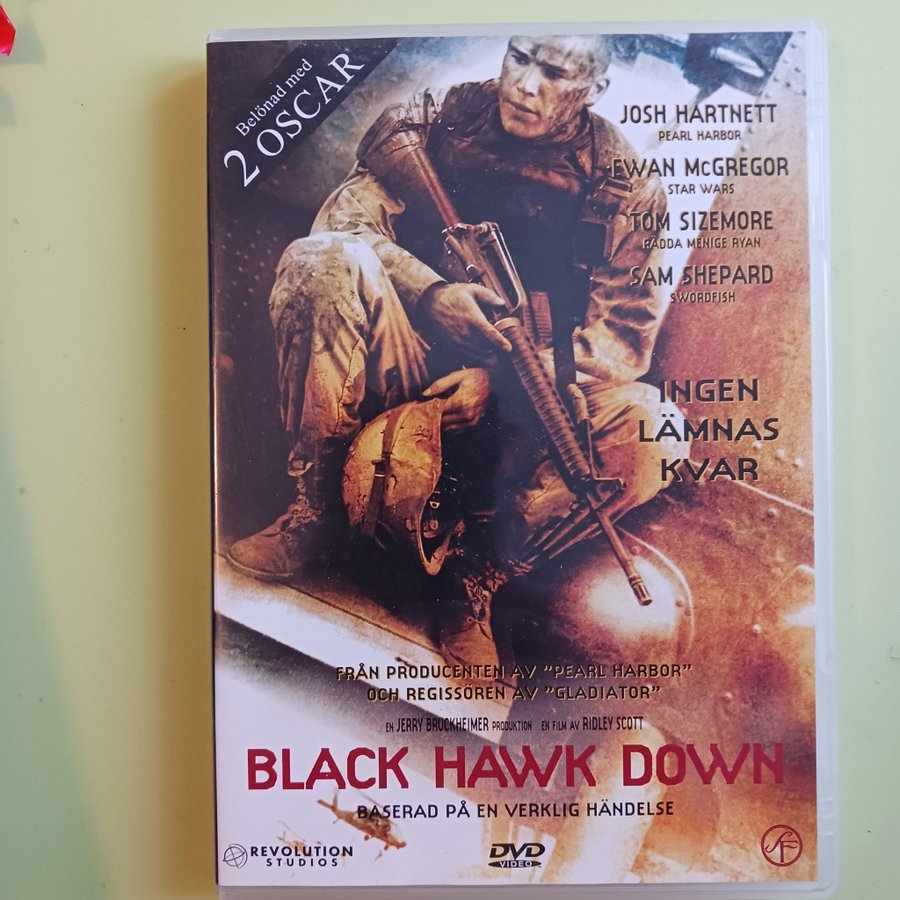 Belönad med
2 OSCAR
JOSH HARTNETT
PEARL HARBOR
EWAN McGREGOR
STAR WARS
TOM SIZEMORE
RÄDDA MENIGE RYAN
SAM SHEPARD
SWORDFISH
INGEN
LÄMNAS
KVAR
FRÅN PRODUCENTEN AV "PEARL HARBOR"
OCH REGISSÖREN AV "GLADIATOR"
EN JERRY BRUCKHEIMER PRODUKTION EN FILM AV RIDLEY SCOTT
BLACK HAWK DOWN
BASERAD PÅ EN VERKLIG HÄNDELSE
REVOLUTION
STUDIOS
DVD
VIDEO
SF